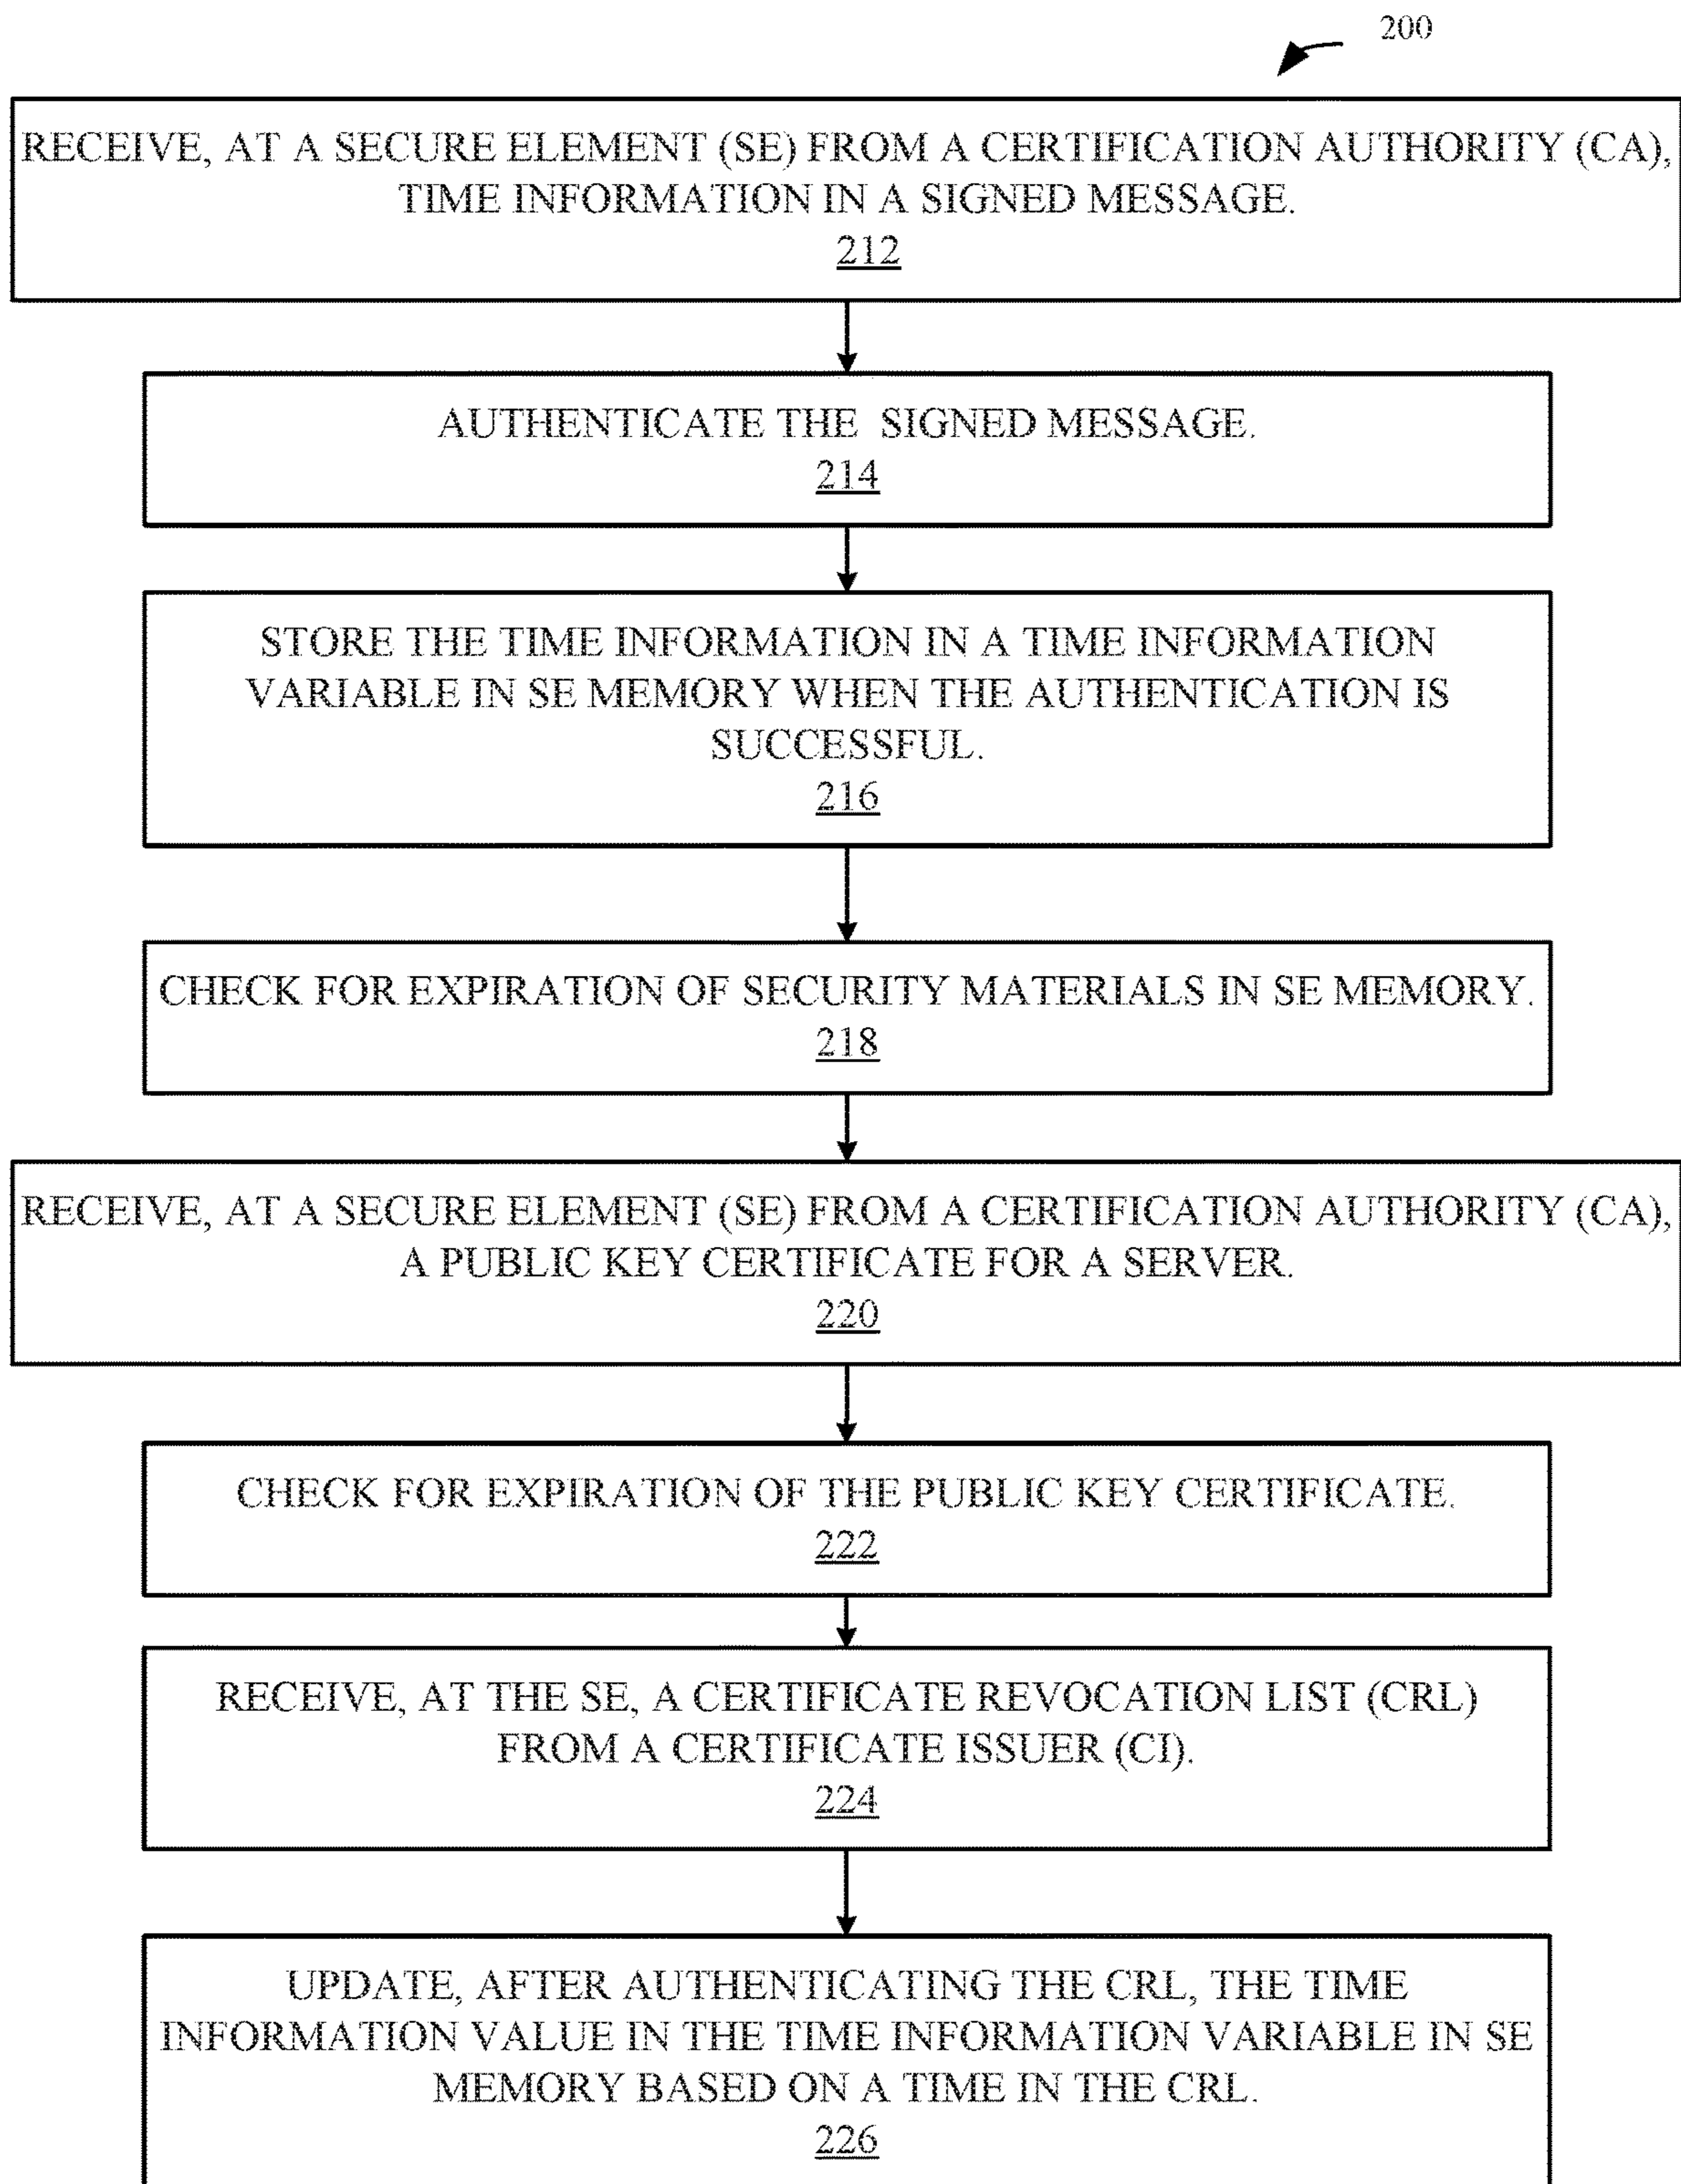 200
RECEIVE, AT A SECURE ELEMENT (SE) FROM A CERTIFICATION AUTHORITY (CA),
TIME INFORMATION IN A SIGNED MESSAGE.
212
AUTHENTICATE THE SIGNED MESSAGE.
214
STORE THE TIME INFORMATION IN A TIME INFORMATION
VARIABLE IN SE MEMORY WHEN THE AUTHENTICATION IS
SUCCESSFUL.
216
CHECK FOR EXPIRATION OF SECURITY MATERIALS IN SE MEMORY.
218
RECEIVE, AT A SECURE ELEMENT (SE) FROM A CERTIFICATION AUTHORITY (CA),
A PUBLIC KEY CERTIFICATE FOR A SERVER.
220
CHECK FOR EXPIRATION OF THE PUBLIC KEY CERTIFICATE.
222
RECEIVE, AT THE SE, A CERTIFICATE REVOCATION LIST (CRL)
FROM A CERTIFICATE ISSUER (CI).
224
UPDATE, AFTER AUTHENTICATING THE CRL, THE TIME
INFORMATION VALUE IN THE TIME INFORMATION VARIABLE IN SE
MEMORY BASED ON A TIME IN THE CRL.
226